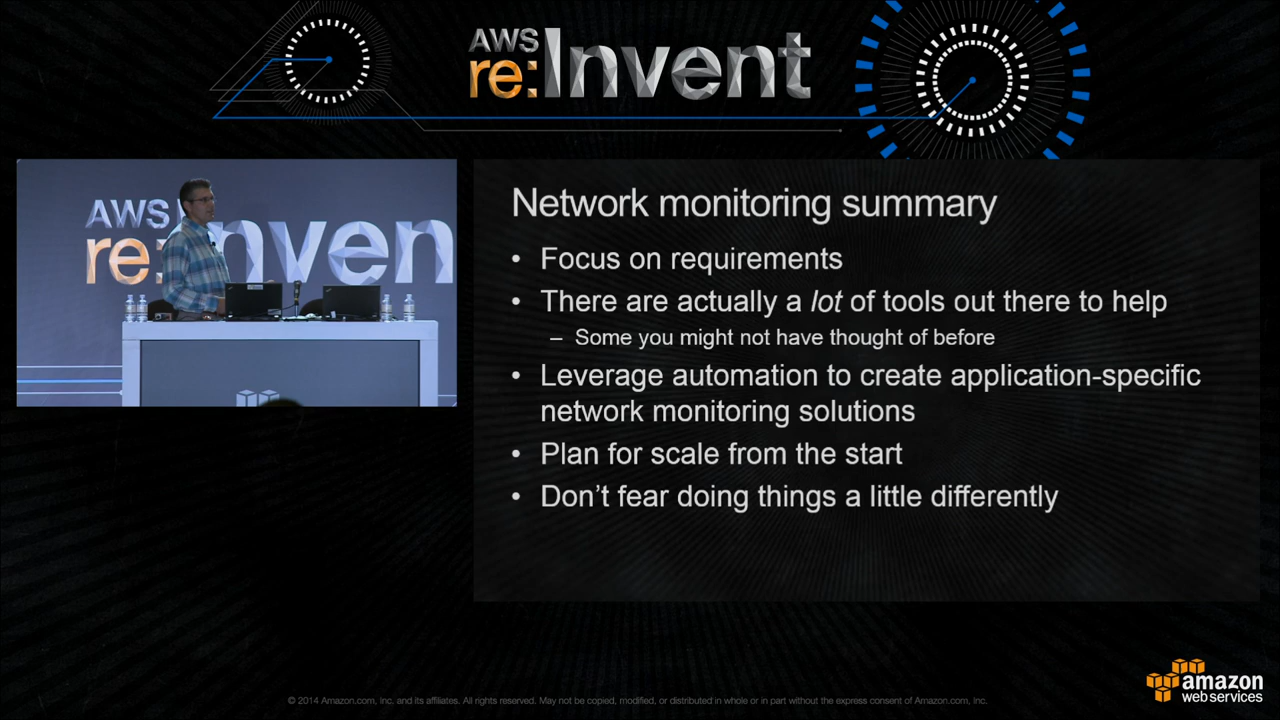 AWS
re:Invent
AWS
re:Inven
Network monitoring summary
• Focus on requirements
• There are actually a lot of tools out there to help
– Some you might not have thought of before
• Leverage automation to create application-specific
network monitoring solutions
• Plan for scale from the start
• Don’t fear doing things a little differently
© 2014 Amazon.com, Inc. and its affiliates. All rights reserved. May not be copied, modified, or distributed in whole or in part without the express consent of Amazon.com, Inc.
amazon
web services